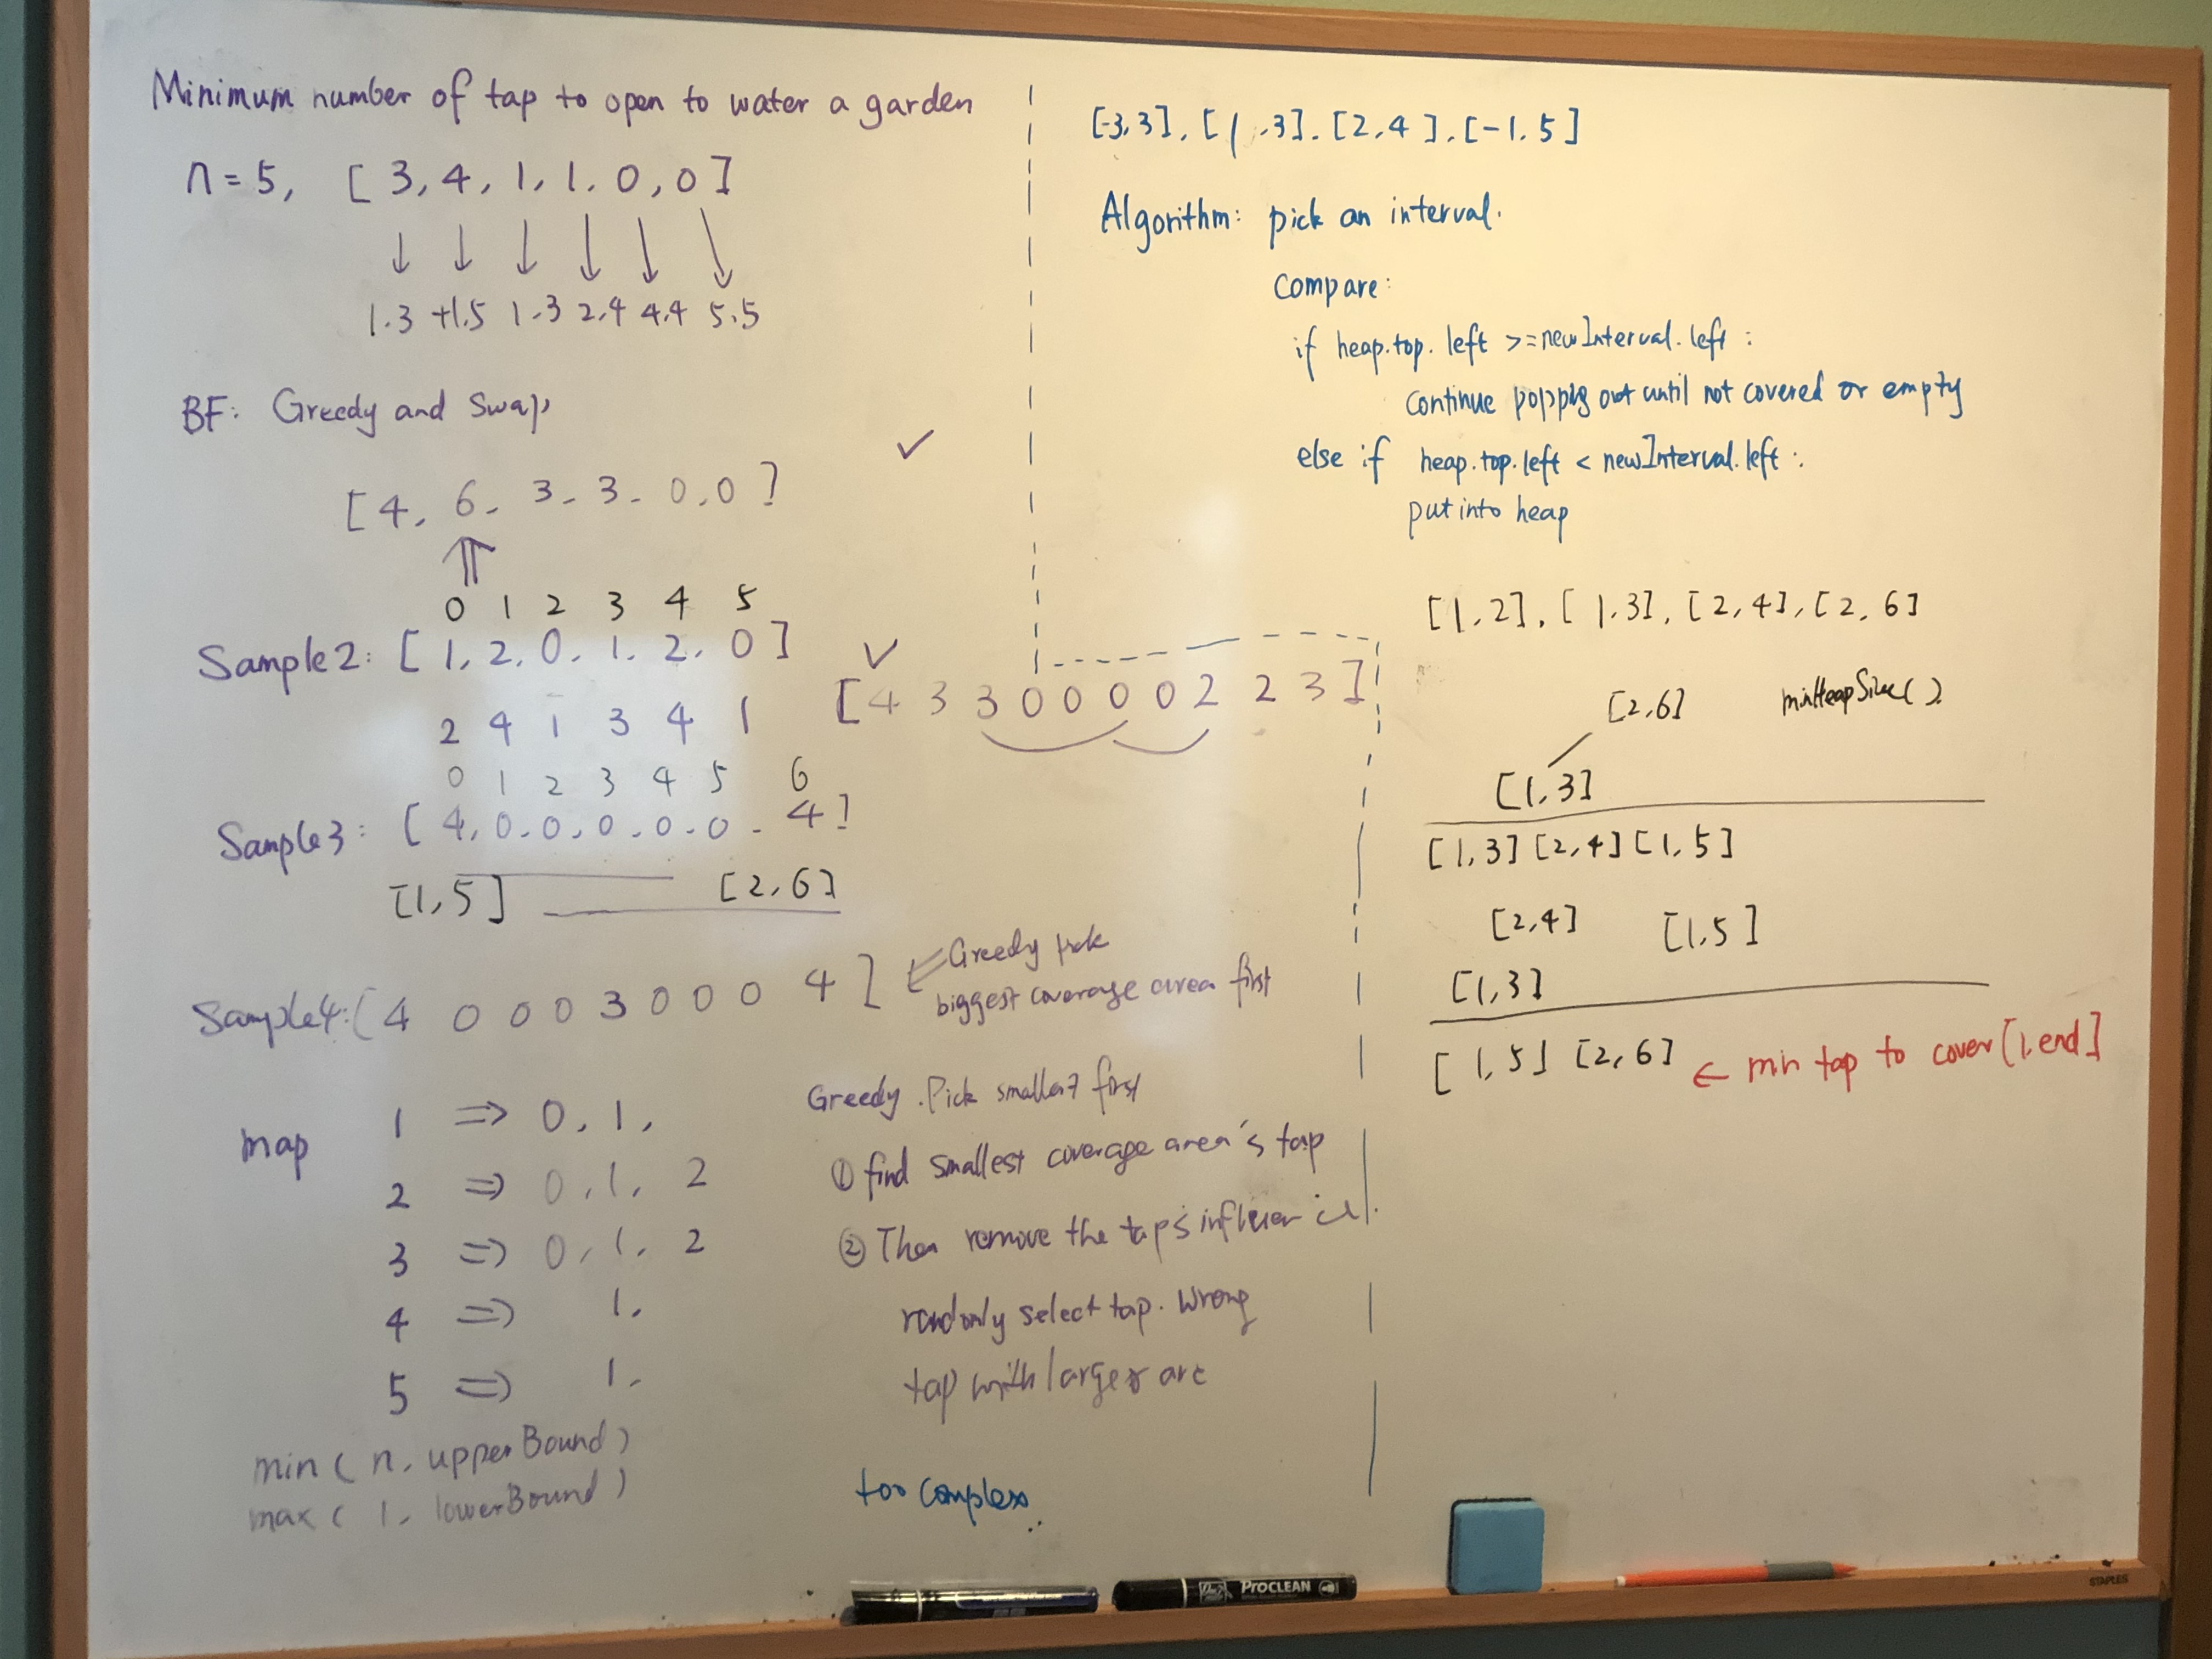 Minimum number of tap to open to water a garden
n = 5, [ 3, 4, 1, 1, 0, 0 ]
1.3 +1.5 1.3 2.4 4.4 5.5
BF: Greedy and Swap
[ 4, 6, 3, 3, 0, 0 ]
0 1 2 3 4 5
Sample2: [ 1, 2, 0, 1, 2, 0 ]
2 4 1 3 4 1
0 1 2 3 4 5 6
Sample3: [ 4, 0, 0, 0, 0, 0, 4 ]
[1, 5] [2, 6]
Sample4: [ 4 0 0 0 3 0 0 0 4 ]
Greedy pick
biggest coverage area first
map 1 => 0, 1,
2 => 0, 1, 2
3 => 0, 1, 2
4 => 1,
5 => 1,
min ( n, upperBound )
max ( 1, lowerBound )
[ 4 3 3 0 0 0 0 2 2 3 ]
Greedy. Pick smallest first
① find smallest coverage area's tap
② Then remove the tap's
randonly select tap. Wrong
tap with larger are
too complex
[-3, 3], [ 1, 3], [2, 4], [-1, 5]
Algorithm: pick an interval.
Compare:
if heap.top.left >= newInterval.left :
continue popping out until not covered or empty
else if heap.top.left < newInterval.left :
put into heap
[1, 2], [1, 3], [2, 4], [2, 6]
[2, 6] minHeapSize( )
[1, 3]
[1, 3] [2, 4] [1, 5]
[2, 4] [1, 5]
[1, 3]
[1, 5] [2, 6] ← min tap to cover [1, end]
PROCLEAN
STAPLES